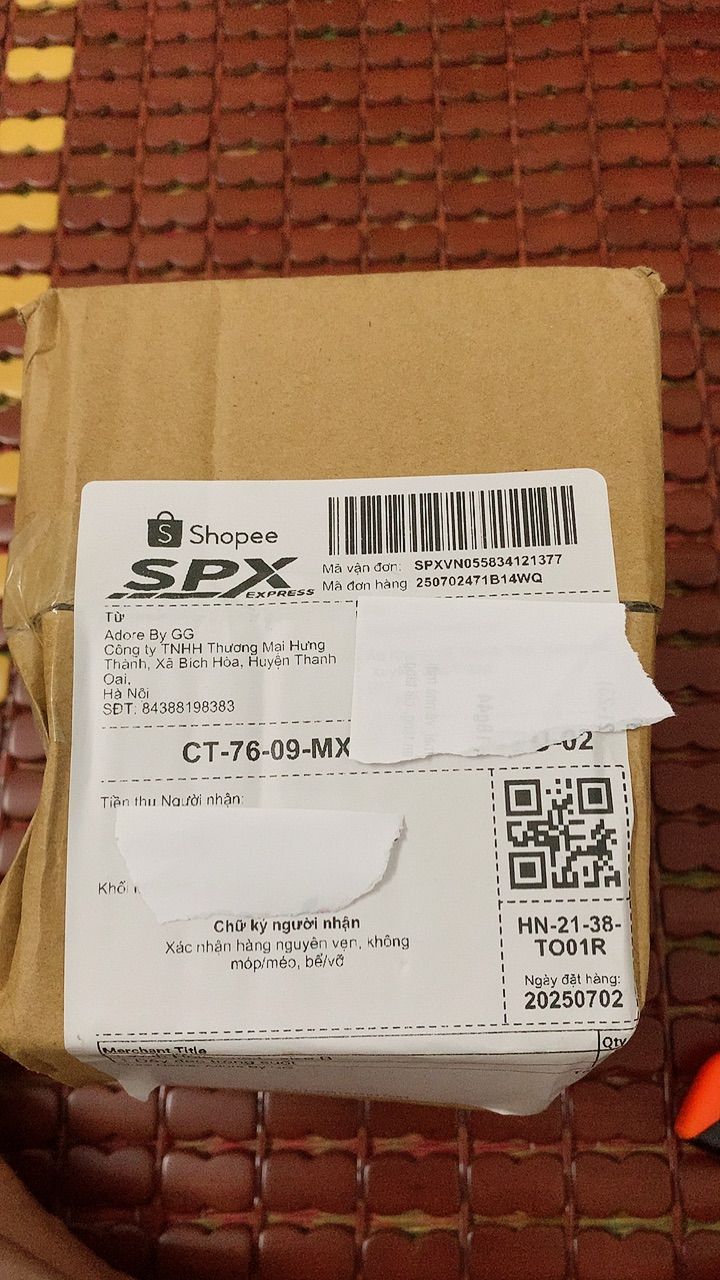 Shopee
SPX
EXPRESS
Mã vận đơn: SPXVN055834121377
Mã đơn hàng 250702471B14WQ
Từ
Adore By GG
Công ty TNHH Thương Mại Hưng
Thành, Xã Bích Hòa, Huyện Thanh
Oai,
Hà Nội
SĐT: 84388198383
CT-76-09-MX
-02
Tiền thu Người nhận:
Khối
Chữ ký người nhận
Xác nhận hàng nguyên vẹn, không
móp/méo, bể/vỡ
HN-21-38-
TO01R
Ngày đặt hàng:
20250702
Merchant Title
Qty